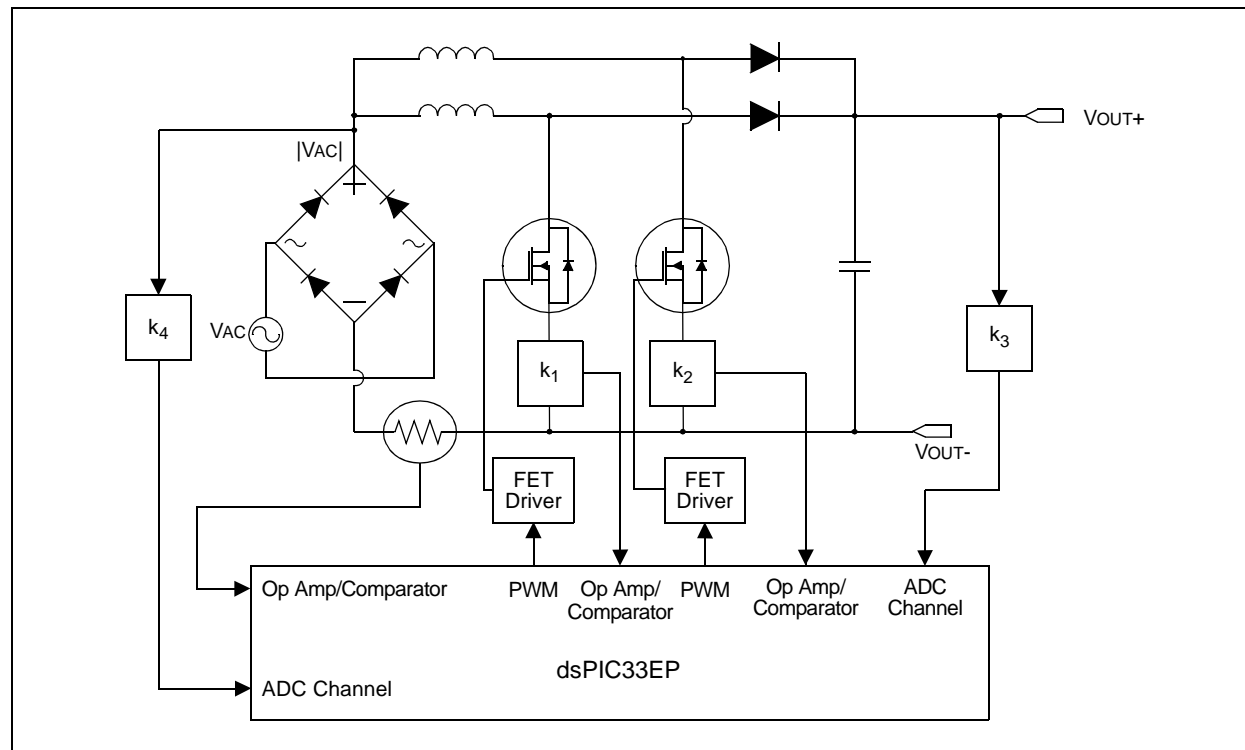 VOUT+
|VAC|
k4
VAC
k1
k2
k3
VOUT-
FET
Driver
FET
Driver
Op Amp/Comparator
PWM
Op Amp/
Comparator
PWM
Op Amp/
Comparator
ADC
Channel
dsPIC33EP
ADC Channel